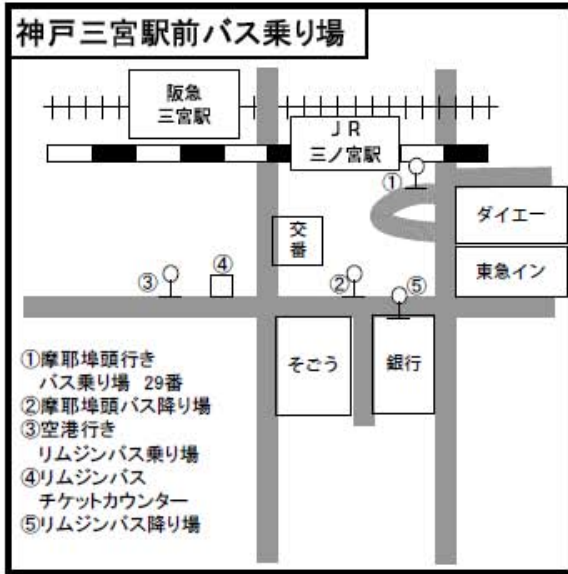 神戸三宮駅前バス乗り場
阪急
三宮駅
JR
三ノ宮駅
①
ダイエー
交番
東急イン
③
④
②
⑤
そごう
銀行
①摩耶埠頭行き
バス乗り場 29番
②摩耶埠頭バス降り場
③空港行き
リムジンバス乗り場
④リムジンバス
チケットカウンター
⑤リムジンバス降り場